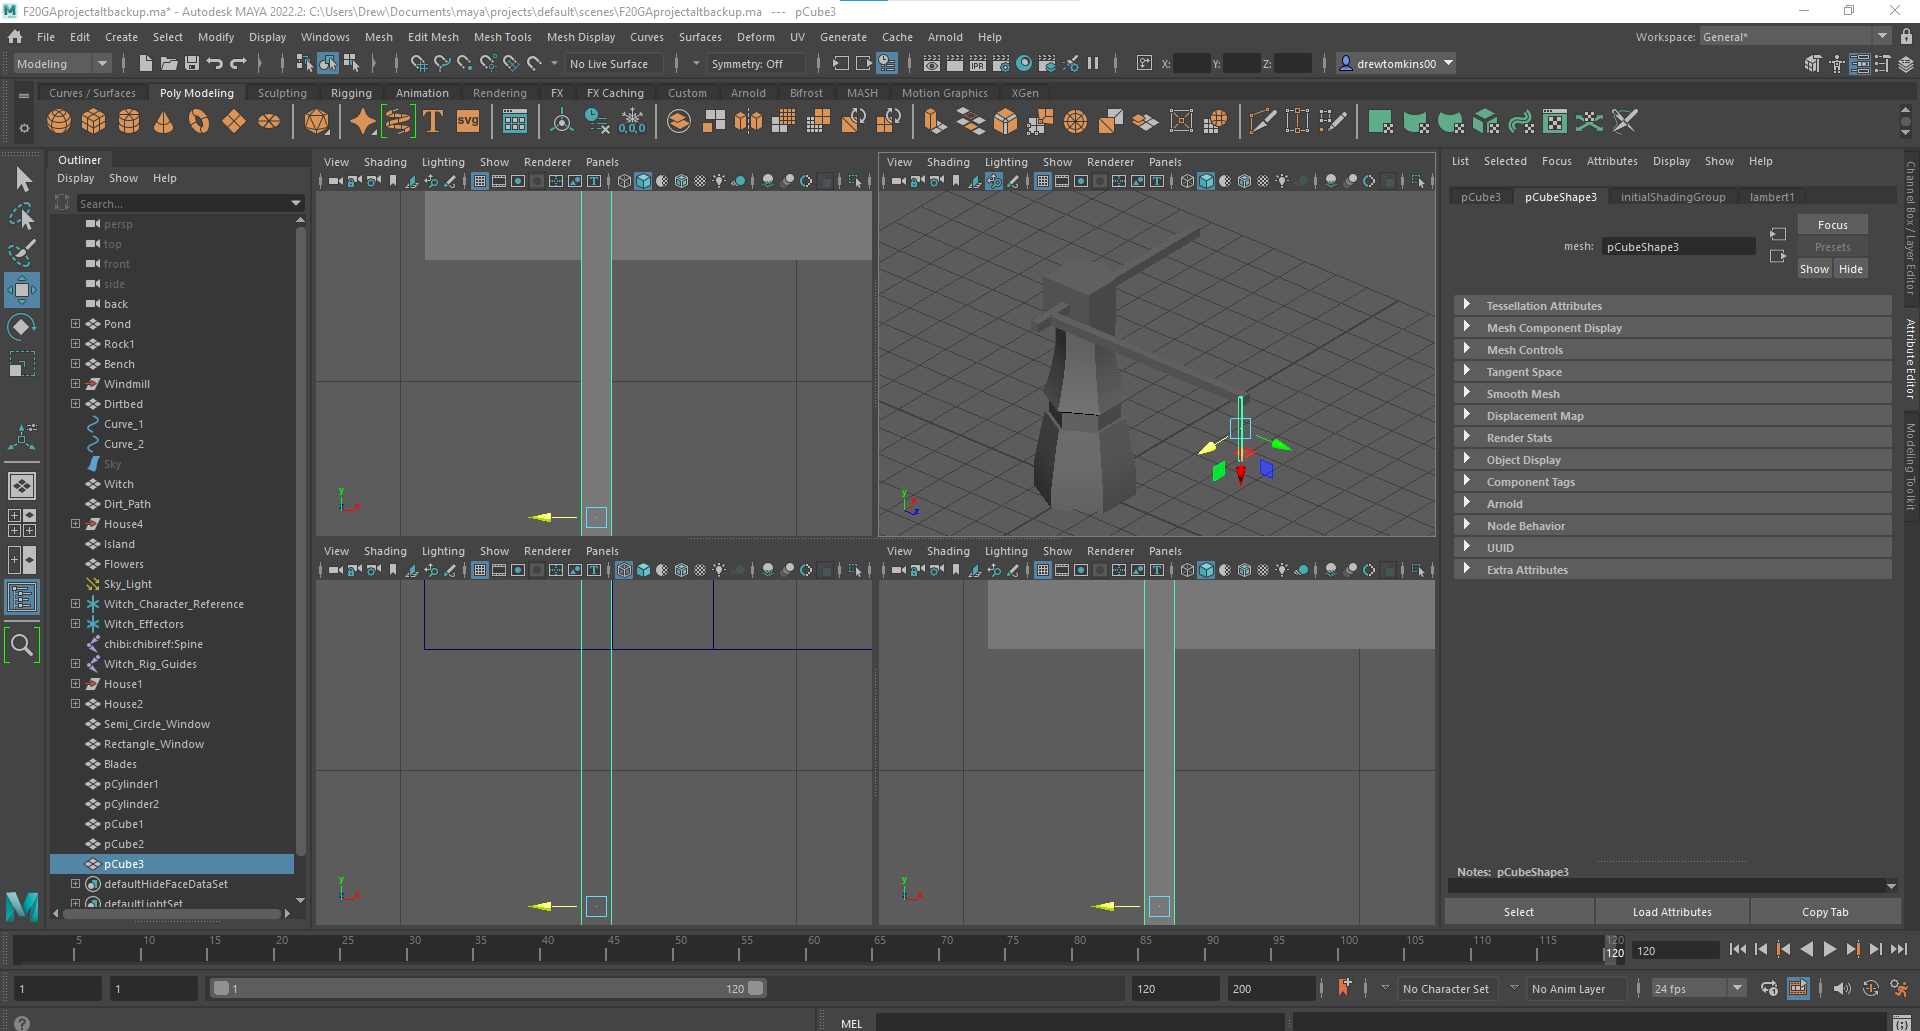 F20GAprojectaltbackup.ma* - Autodesk MAYA 2022.2: C:\Users\Drew\Documents\maya\projects\default\scenes\F20GAprojectaltbackup.ma --- pCube3
File Edit Create Select Modify Display Windows Mesh Edit Mesh Mesh Tools Mesh Display Curves Surfaces Deform UV Generate Cache Arnold Help
Workspace: General*
Modeling
No Live Surface
Symmetry: Off
X: Y: Z:
drewtomkins00
Curves / Surfaces Poly Modeling Sculpting Rigging Animation Rendering FX FX Caching Custom Arnold Bifrost MASH Motion Graphics XGen
SVG
0,0,0
Outliner
Display Show Help
Search...
persp
top
front
side
back
Pond
Rock1
Bench
Windmill
Dirtbed
Curve_1
Curve_2
Sky
Witch
Dirt_Path
House4
Island
Flowers
Sky_Light
Witch_Character_Reference
Witch_Effectors
chibi:chibiref:Spine
Witch_Rig_Guides
House1
House2
Semi_Circle_Window
Rectangle_Window
Blades
pCylinder1
pCylinder2
pCube1
pCube2
pCube3
defaultHideFaceDataSet
defaultLightSet
View Shading Lighting Show Renderer Panels
y x
View Shading Lighting Show Renderer Panels
y z
View Shading Lighting Show Renderer Panels
y x
View Shading Lighting Show Renderer Panels
y x
List Selected Focus Attributes Display Show Help
pCube3 pCubeShape3 initialShadingGroup lambert1
mesh: pCubeShape3
Focus
Presets
Show Hide
Tessellation Attributes
Mesh Component Display
Mesh Controls
Tangent Space
Smooth Mesh
Displacement Map
Render Stats
Object Display
Component Tags
Arnold
Node Behavior
UUID
Extra Attributes
Notes: pCubeShape3
Select Load Attributes Copy Tab
Channel Box / Layer Editor
Attribute Editor
Modeling Toolkit
5 10 15 20 25 30 35 40 45 50 55 60 65 70 75 80 85 90 95 100 105 110 115 120
120
120
1 1 1 120 120 200
No Character Set
No Anim Layer
24 fps
MEL